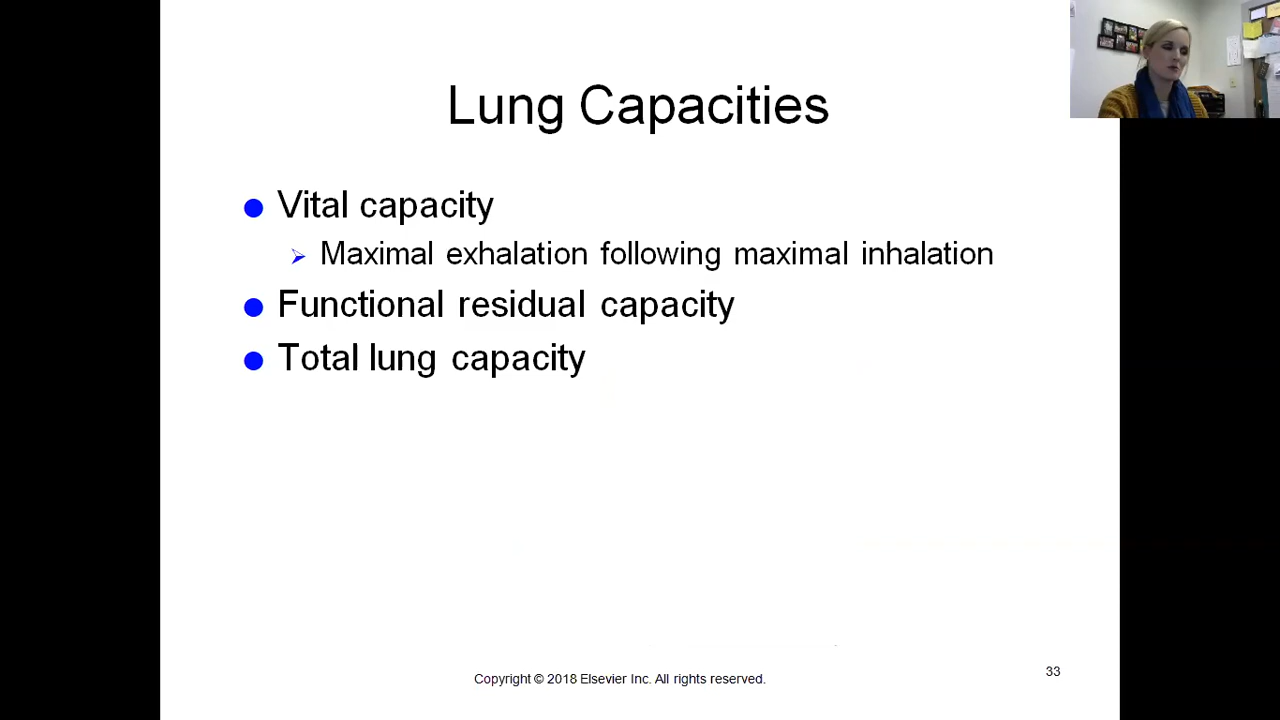 Lung Capacities
Vital capacity
Maximal exhalation following maximal inhalation
Functional residual capacity
Total lung capacity
Copyright © 2018 Elsevier Inc. All rights reserved.
33